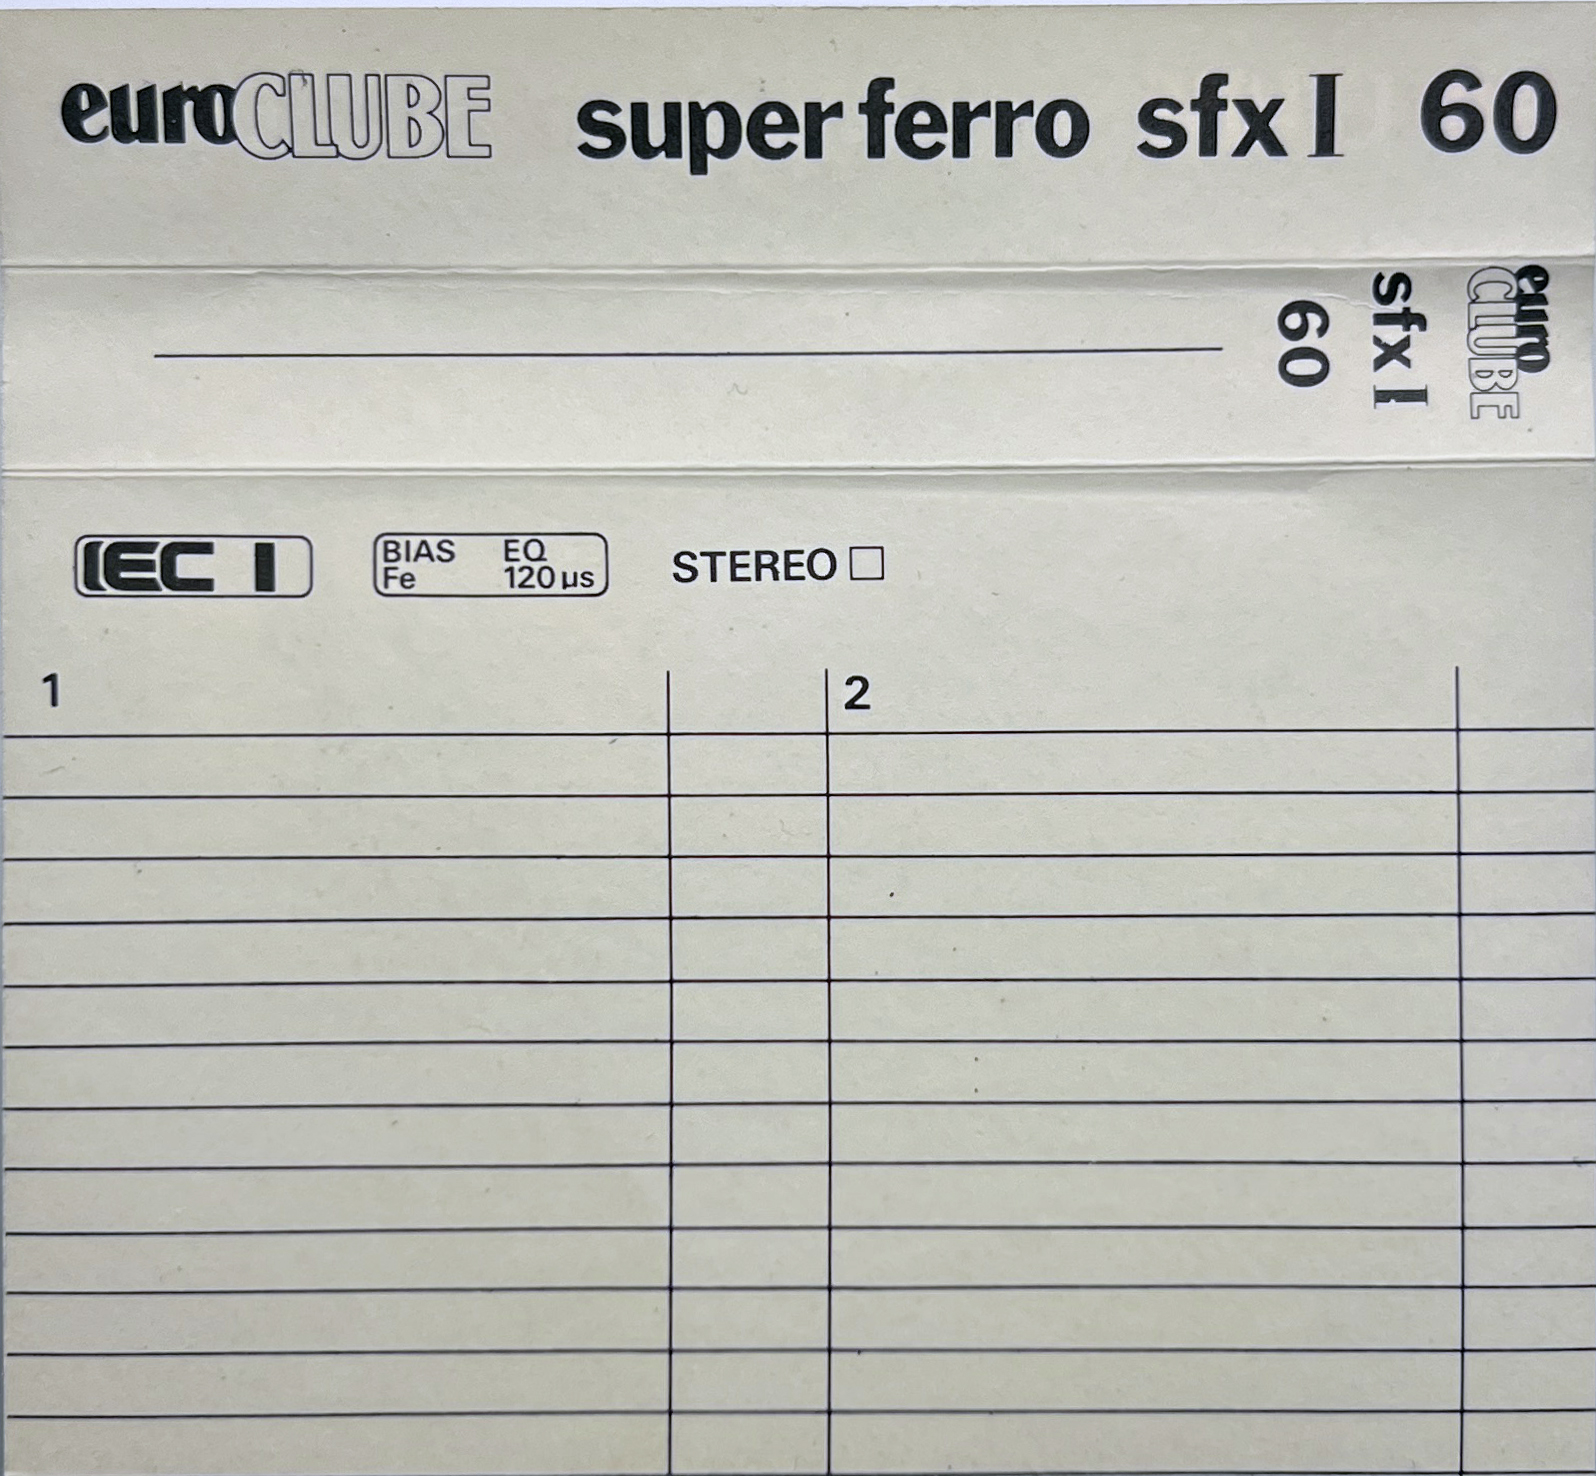 euroCLUBE super ferro sfx I 60
euro
CLUBE
sfx I
60
IEC I
BIAS EQ
Fe 120 µs
STEREO
1 2